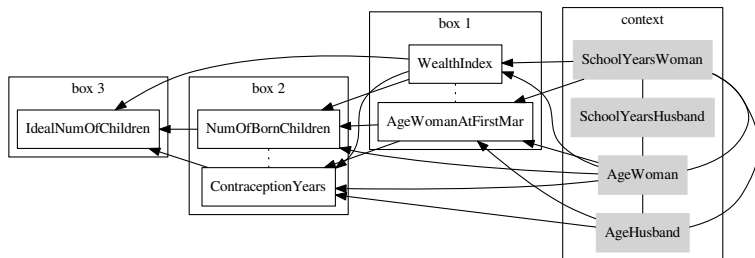 box 3
IdealNumOfChildren
box 2
NumOfBornChildren
ContraceptionYears
box 1
WealthIndex
AgeWomanAtFirstMar
context
SchoolYearsWoman
SchoolYearsHusband
AgeWoman
AgeHusband